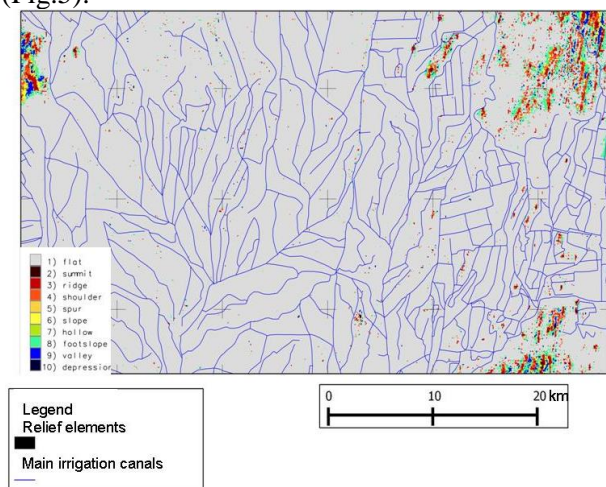 (Fig.5).
1) flat
2) summit
3) ridge
4) shoulder
5) spur
6) slope
7) hollow
8) footslope
9) valley
10) depression
Legend
Relief elements
Main irrigation canals
0 10 20 km